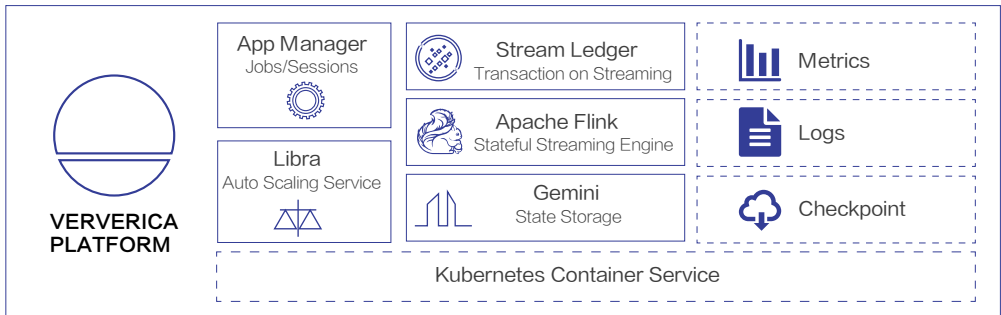 VERVERICA
PLATFORM
App Manager
Jobs/Sessions
Libra
Auto Scaling Service
Stream Ledger
Transaction on Streaming
Apache Flink
Stateful Streaming Engine
Gemini
State Storage
Metrics
Logs
Checkpoint
Kubernetes Container Service